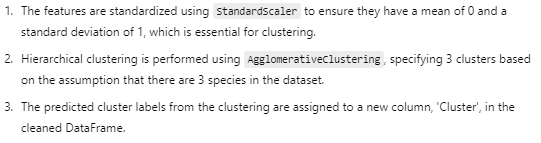 1. The features are standardized using StandardScaler to ensure they have a mean of 0 and a
standard deviation of 1, which is essential for clustering.
2. Hierarchical clustering is performed using AgglomerativeClustering, specifying 3 clusters based
on the assumption that there are 3 species in the dataset.
3. The predicted cluster labels from the clustering are assigned to a new column, 'Cluster', in the
cleaned DataFrame.